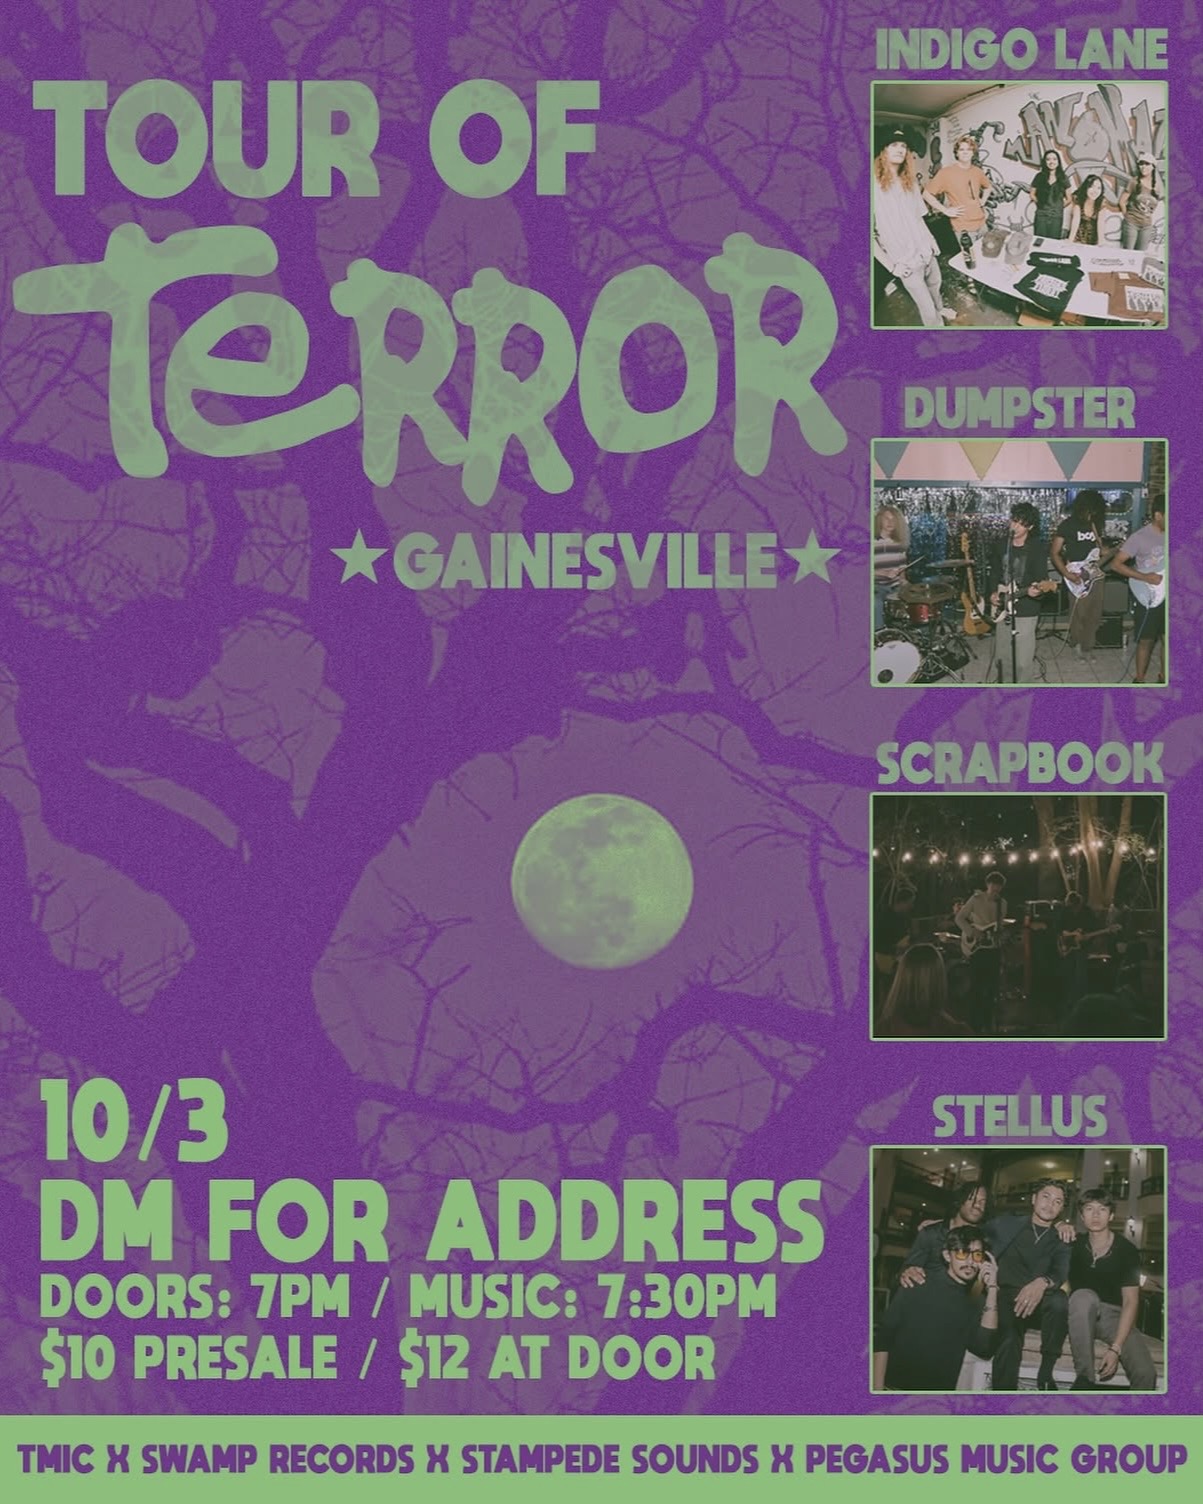 TOUR OF
TERROR
★GAINESVILLE★
INDIGO LANE
DUMPSTER
bos
SCRAPBOOK
STELLUS
10/3
DM FOR ADDRESS
DOORS: 7PM / MUSIC: 7:30PM
$10 PRESALE / $12 AT DOOR
TMIC X SWAMP RECORDS X STAMPEDE SOUNDS X PEGASUS MUSIC GROUP